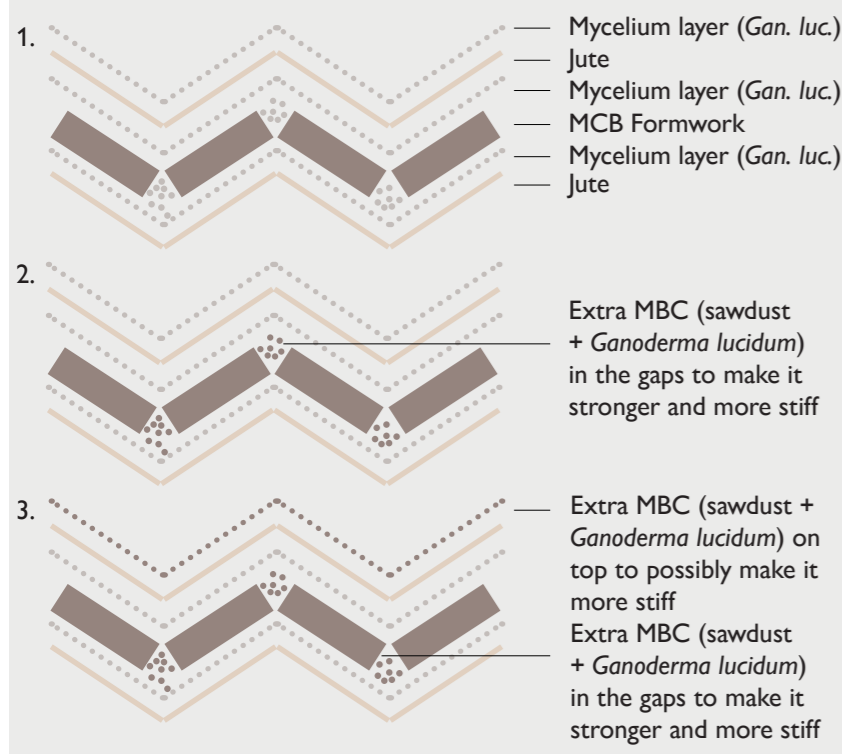 1.
Mycelium layer (Gan. luc.)
Jute
Mycelium layer (Gan. luc.)
MCB Formwork
Mycelium layer (Gan. luc.)
Jute
2.
Extra MBC (sawdust
+ Ganoderma lucidum)
in the gaps to make it
stronger and more stiff
3.
Extra MBC (sawdust +
Ganoderma lucidum) on
top to possibly make it
more stiff
Extra MBC (sawdust
+ Ganoderma lucidum)
in the gaps to make it
stronger and more stiff